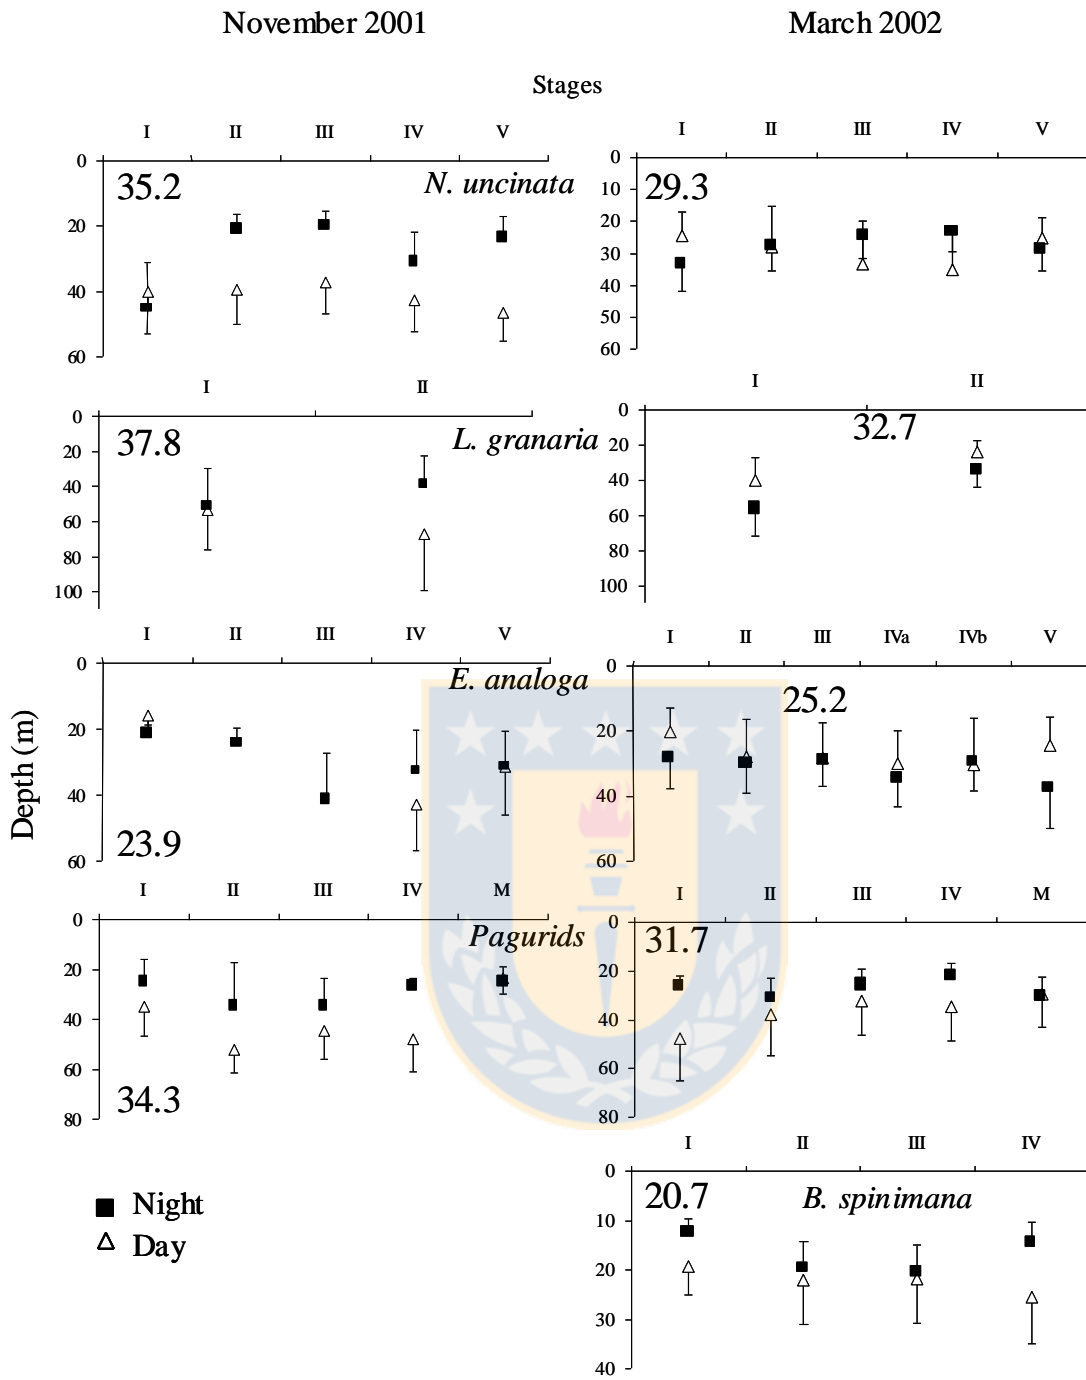 November 2001 March 2002
Stages
I II III IV V
0
20
40
60
35.2
N. uncinata
I II III IV V
0
10
20
30
40
50
60
29.3
I II
0
20
40
60
80
100
37.8
L. granaria
I II
0
20
40
60
80
100
32.7
I II III IV V
0
20
40
60
E. analoga
23.9
I II III IVa IVb V
0
20
40
60
25.2
Depth (m)
I II III IV M
0
20
40
60
80
Pagurids
34.3
I II III IV M
0
20
40
60
80
31.7
I II III IV
0
10
20
30
40
20.7
B. spinimana
Night
Day